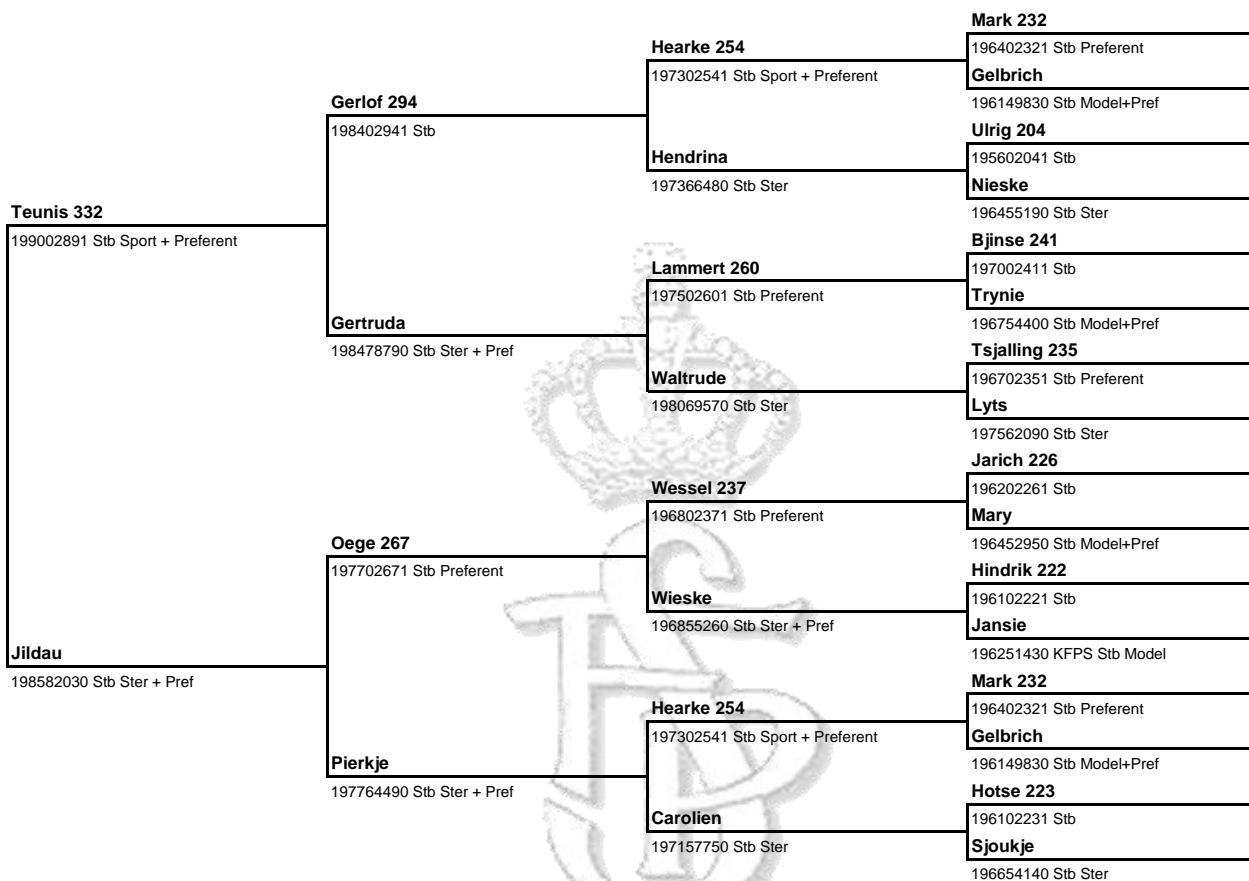 Mark 232
Hearke 254
196402321 Stb Preferent
197302541 Stb Sport + Preferent
Gelbrich
Gerlof 294
196149830 Stb Model+Pref
198402941 Stb
Ulrig 204
Hendrina
195602041 Stb
197366480 Stb Ster
Nieske
Teunis 332
196455190 Stb Ster
199002891 Stb Sport + Preferent
Bjinse 241
Lammert 260
197002411 Stb
197502601 Stb Preferent
Trynie
Gertruda
196754400 Stb Model+Pref
198478790 Stb Ster + Pref
Tsjalling 235
Waltrude
196702351 Stb Preferent
198069570 Stb Ster
Lyts
197562090 Stb Ster
Jarich 226
Wessel 237
196202261 Stb
196802371 Stb Preferent
Mary
Oege 267
196452950 Stb Model+Pref
197702671 Stb Preferent
Hindrik 222
Wieske
196102221 Stb
196855260 Stb Ster + Pref
Jansie
Jildau
196251430 KFPS Stb Model
198582030 Stb Ster + Pref
Mark 232
Hearke 254
196402321 Stb Preferent
197302541 Stb Sport + Preferent
Gelbrich
Pierkje
196149830 Stb Model+Pref
197764490 Stb Ster + Pref
Hotse 223
Carolien
196102231 Stb
197157750 Stb Ster
Sjoukje
196654140 Stb Ster